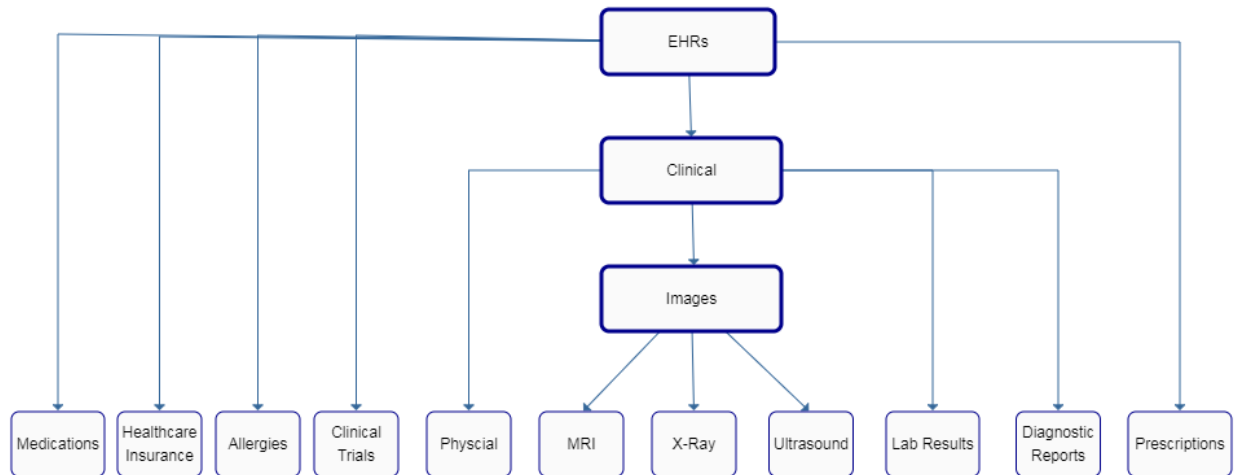 EHRs
Clinical
Images
Medications
Healthcare
Insurance
Allergies
Clinical
Trials
Physcial
MRI
X-Ray
Ultrasound
Lab Results
Diagnostic
Reports
Prescriptions